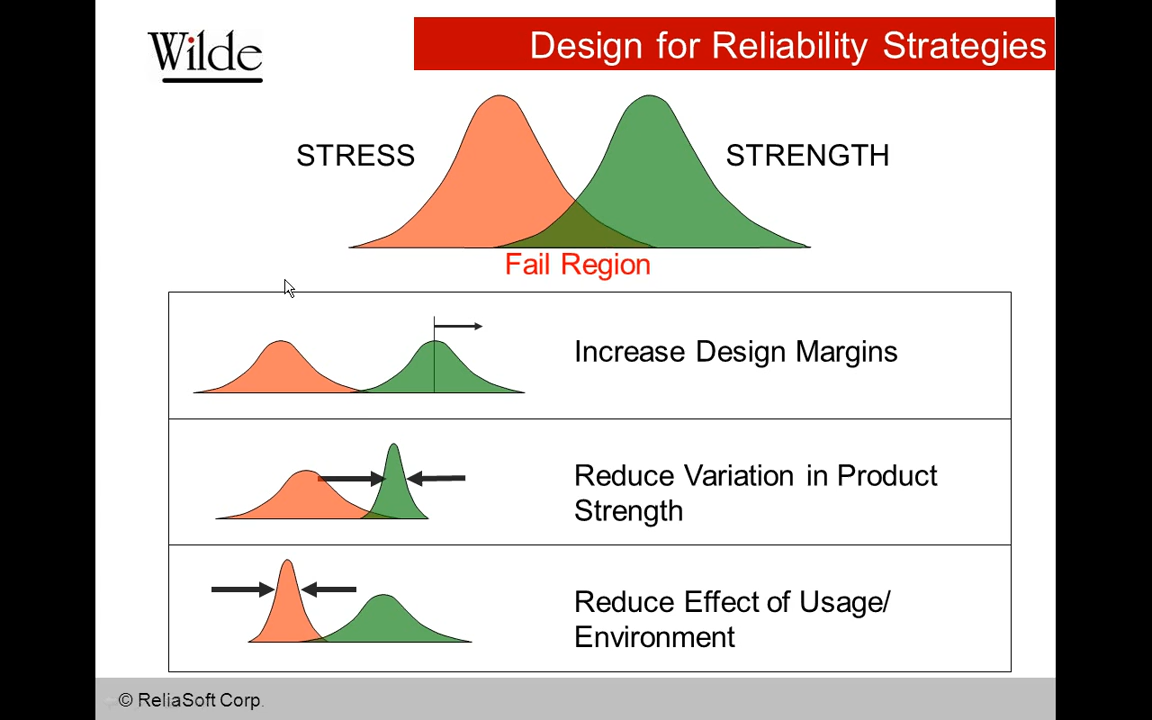 Wilde
Design for Reliability Strategies
STRESS
STRENGTH
Fail Region
Increase Design Margins
Reduce Variation in Product
Strength
Reduce Effect of Usage/
Environment
© ReliaSoft Corp.